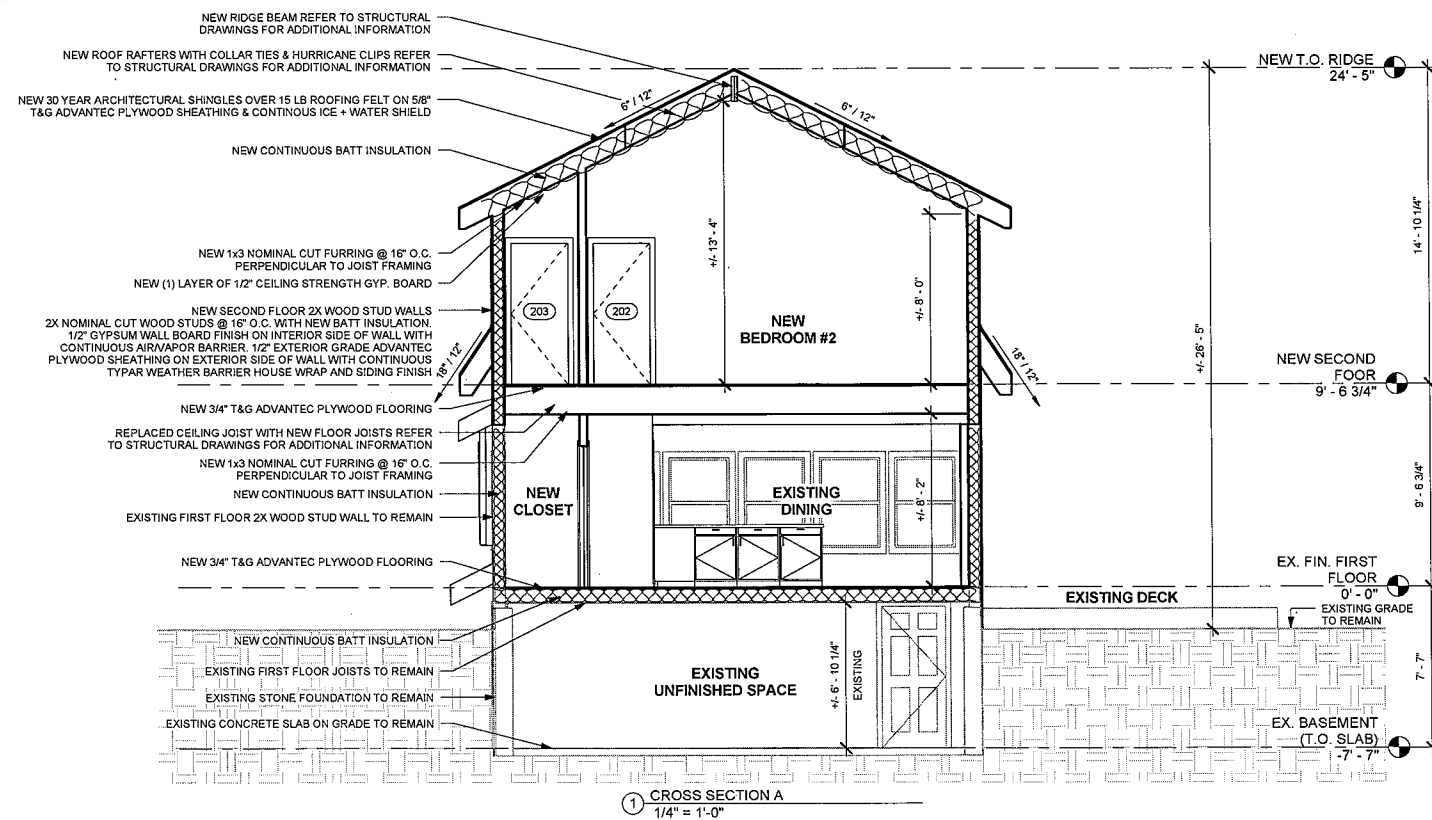 NEW RIDGE BEAM REFER TO STRUCTURAL
DRAWINGS FOR ADDITIONAL INFORMATION
NEW ROOF RAFTERS WITH COLLAR TIES & HURRICANE CLIPS REFER
TO STRUCTURAL DRAWINGS FOR ADDITIONAL INFORMATION
NEW 30 YEAR ARCHITECTURAL SHINGLES OVER 15 LB ROOFING FELT ON 5/8"
T&G ADVANTEC PLYWOOD SHEATHING & CONTINOUS ICE + WATER SHIELD
NEW CONTINUOUS BATT INSULATION
NEW 1x3 NOMINAL CUT FURRING @ 16" O.C.
PERPENDICULAR TO JOIST FRAMING
NEW (1) LAYER OF 1/2" CEILING STRENGTH GYP. BOARD
NEW SECOND FLOOR 2X WOOD STUD WALLS
2X NOMINAL CUT WOOD STUDS @ 16" O.C. WITH NEW BATT INSULATION.
1/2" GYPSUM WALL BOARD FINISH ON INTERIOR SIDE OF WALL WITH
CONTINUOUS AIR/VAPOR BARRIER. 1/2" EXTERIOR GRADE ADVANTEC
PLYWOOD SHEATHING ON EXTERIOR SIDE OF WALL WITH CONTINUOUS
TYPAR WEATHER BARRIER HOUSE WRAP AND SIDING FINISH
NEW 3/4" T&G ADVANTEC PLYWOOD FLOORING
REPLACED CEILING JOIST WITH NEW FLOOR JOISTS REFER
TO STRUCTURAL DRAWINGS FOR ADDITIONAL INFORMATION
NEW 1x3 NOMINAL CUT FURRING @ 16" O.C.
PERPENDICULAR TO JOIST FRAMING
NEW CONTINUOUS BATT INSULATION
EXISTING FIRST FLOOR 2X WOOD STUD WALL TO REMAIN
NEW 3/4" T&G ADVANTEC PLYWOOD FLOORING
NEW CONTINUOUS BATT INSULATION
EXISTING FIRST FLOOR JOISTS TO REMAIN
EXISTING STONE FOUNDATION TO REMAIN
EXISTING CONCRETE SLAB ON GRADE TO REMAIN
6" / 12"
6" / 12"
18" / 12"
18" / 12"
+/- 13' - 4"
+/- 8' - 0"
203
202
NEW
BEDROOM #2
NEW
CLOSET
EXISTING
DINING
+/- 8' - 2"
EXISTING
UNFINISHED SPACE
+/- 6' - 10 1/4"
EXISTING
EXISTING DECK
EXISTING GRADE
TO REMAIN
+/- 26' - 5"
NEW T.O. RIDGE
24' - 5"
14' - 10 1/4"
NEW SECOND
FOOR
9' - 6 3/4"
9' - 6 3/4"
EX. FIN. FIRST
FLOOR
0' - 0"
7' - 7"
EX. BASEMENT
(T.O. SLAB)
-7' - 7"
1
CROSS SECTION A
1/4" = 1'-0"